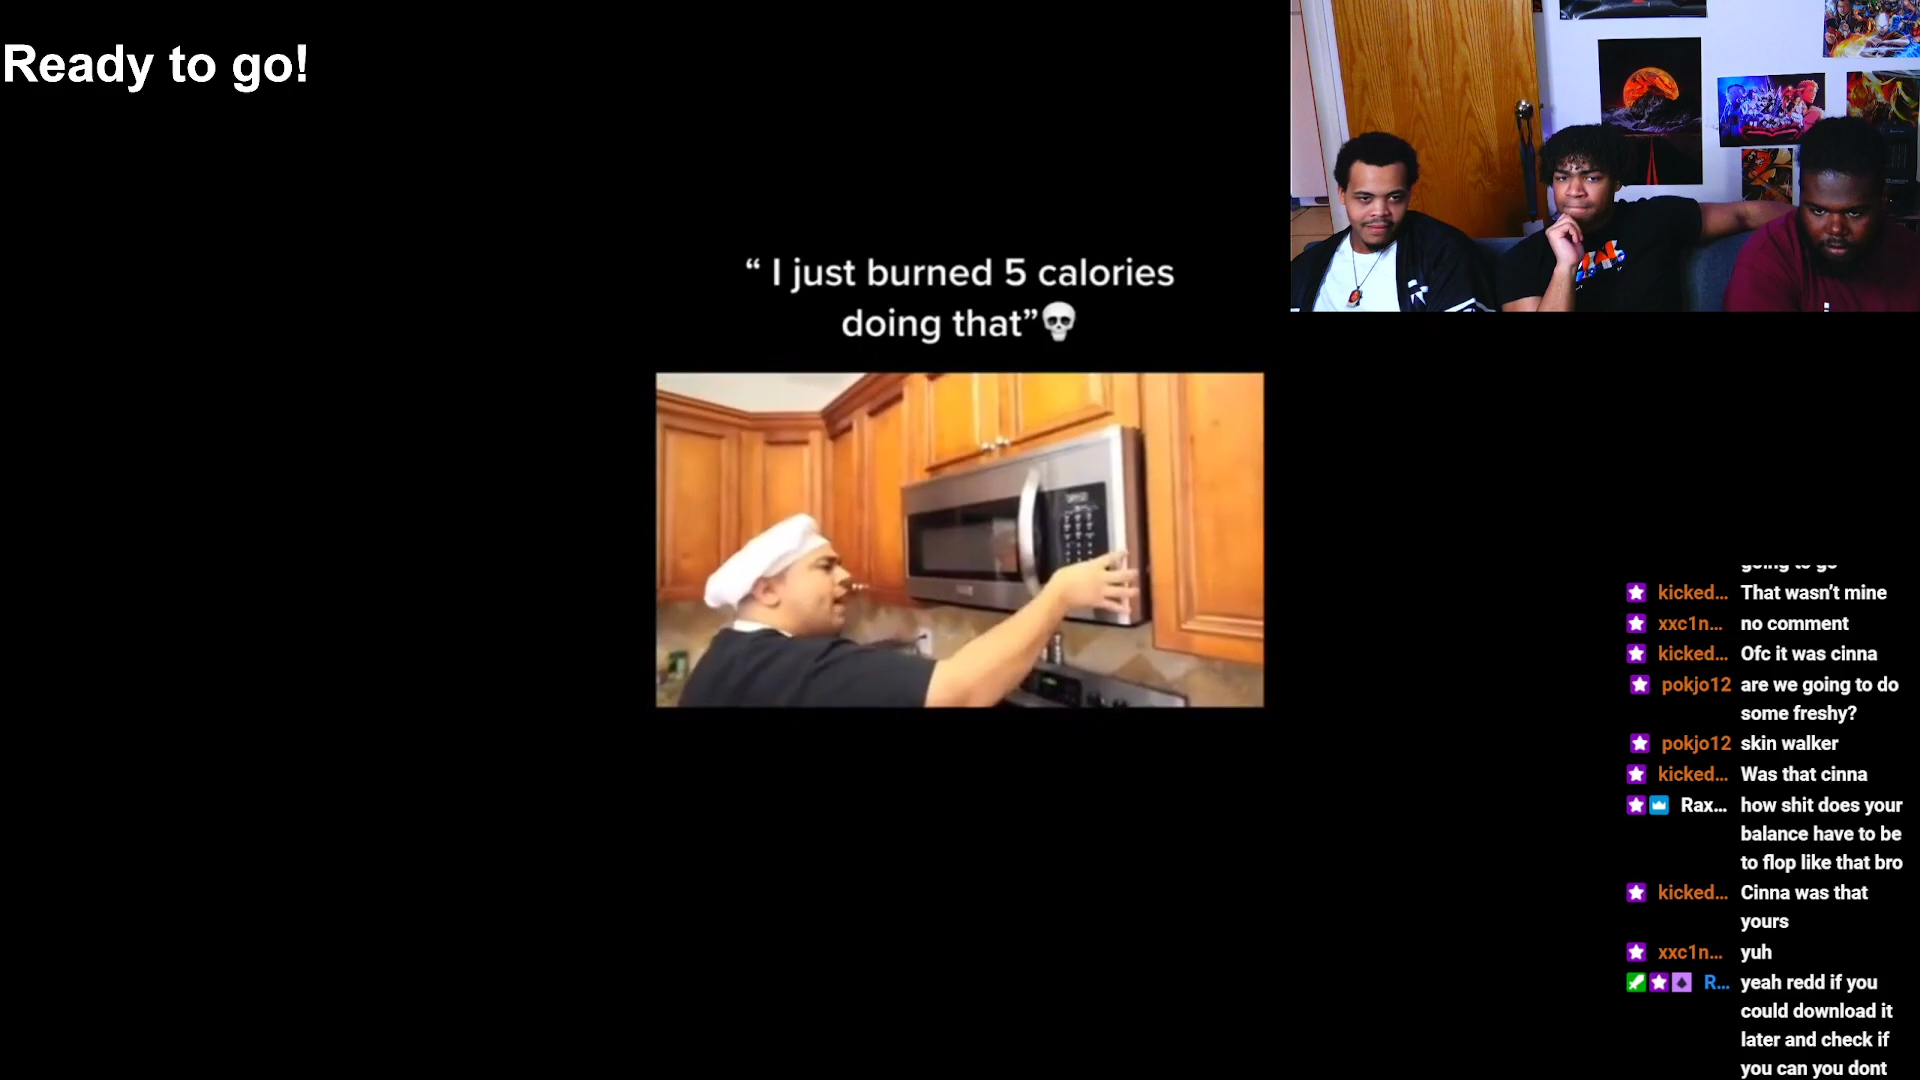 Ready to go!
“ I just burned 5 calories
doing that”💀
going to go
kicked... That wasn’t mine
xxc1n... no comment
kicked... Ofc it was cinna
pokjo12 are we going to do
some freshy?
pokjo12 skin walker
kicked... Was that cinna
Rax... how shit does your
balance have to be
to flop like that bro
kicked... Cinna was that
yours
xxc1n... yuh
R... yeah redd if you
could download it
later and check if
you can you dont